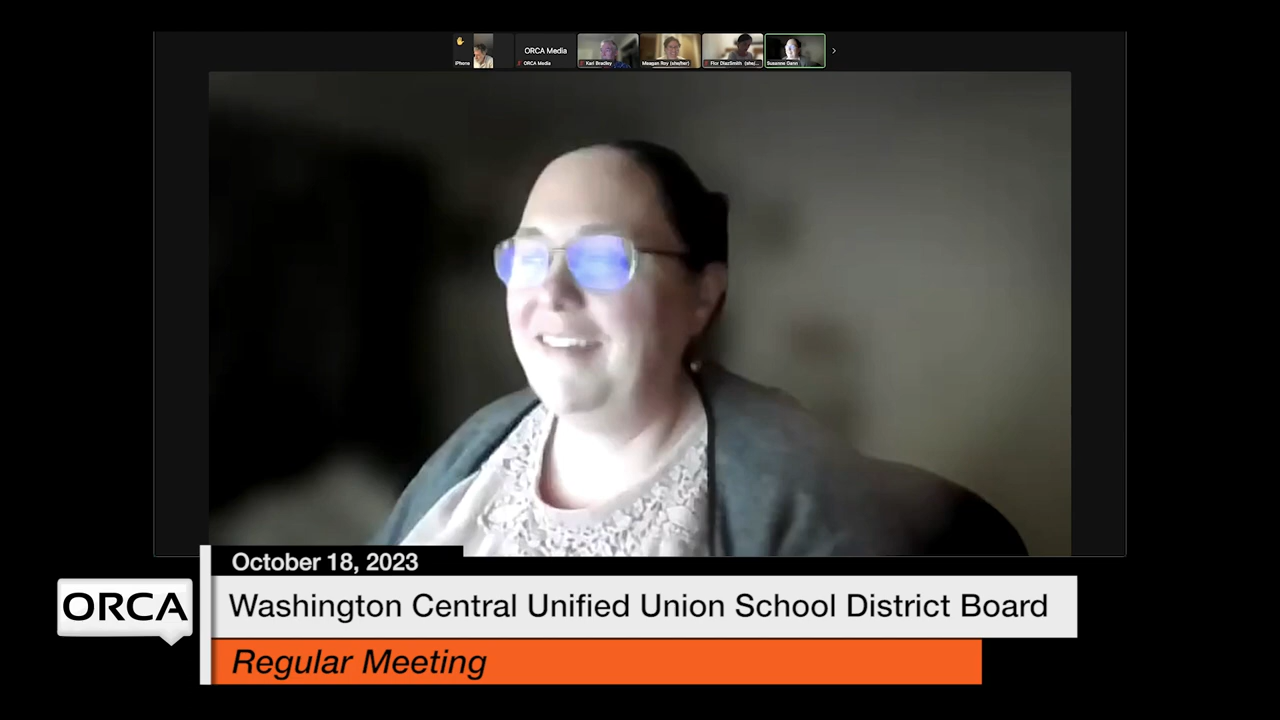 ORCA Media
iPhone
ORCA Media
Kari Bradley
Meagan Roy (she/her)
Flor DiazSmith (she/...
Susanne Gann
October 18, 2023
ORCA
Washington Central Unified Union School District Board
Regular Meeting